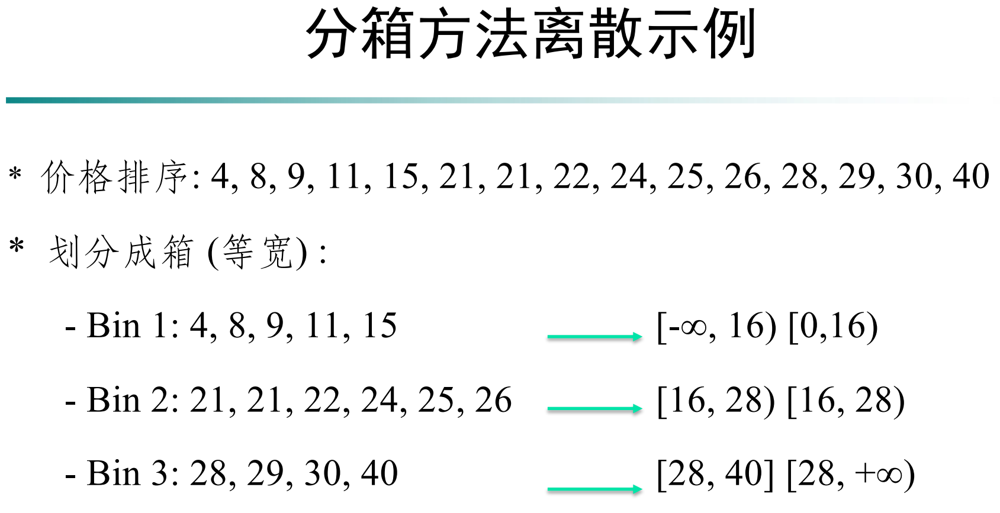 分箱方法离散示例
* 价格排序: 4, 8, 9, 11, 15, 21, 21, 22, 24, 25, 26, 28, 29, 30, 40
* 划分成箱 (等宽) :
- Bin 1: 4, 8, 9, 11, 15 [-∞, 16) [0,16)
- Bin 2: 21, 21, 22, 24, 25, 26 [16, 28) [16, 28)
- Bin 3: 28, 29, 30, 40 [28, 40] [28, +∞)